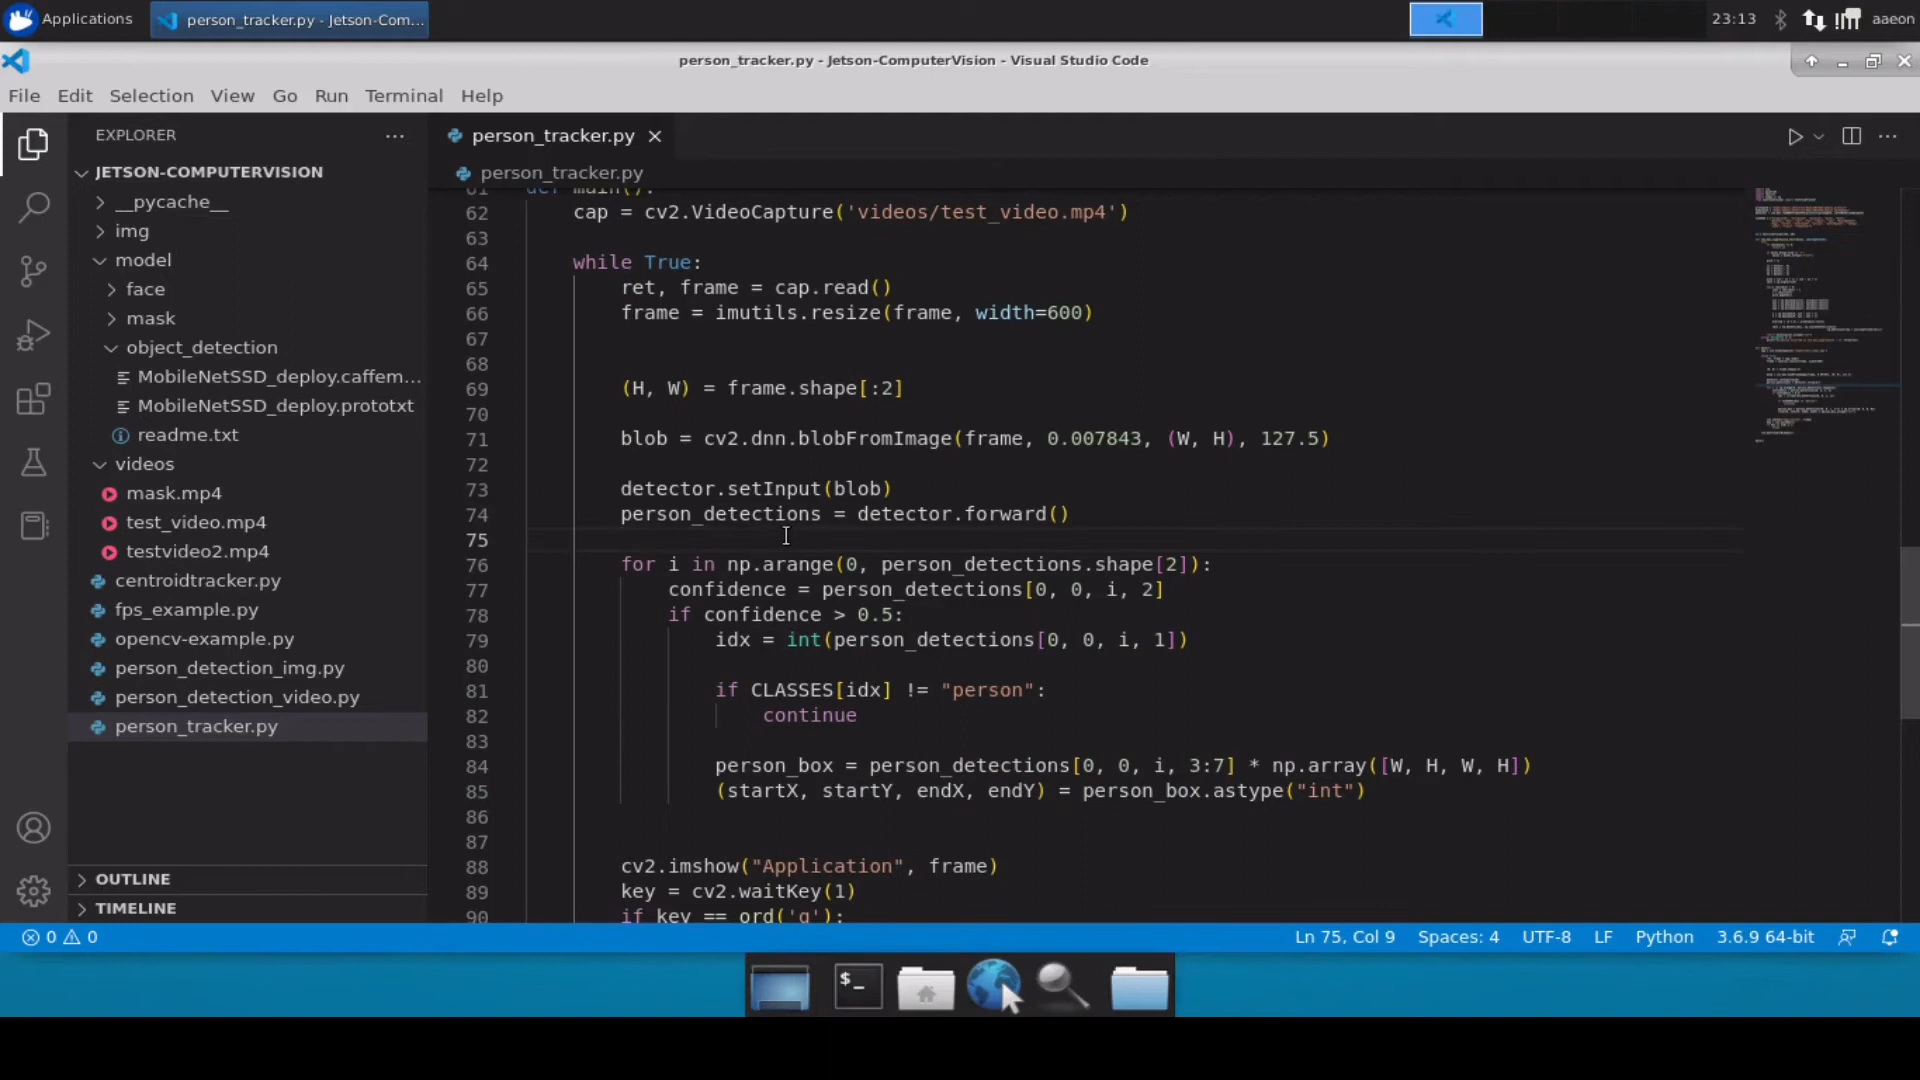 Applications
person_tracker.py - Jetson-Com...
23:13
aaeon
person_tracker.py - Jetson-ComputerVision - Visual Studio Code
File Edit Selection View Go Run Terminal Help
EXPLORER
JETSON-COMPUTERVISION
__pycache__
img
model
face
mask
object_detection
MobileNetSSD_deploy.caffem...
MobileNetSSD_deploy.prototxt
readme.txt
videos
mask.mp4
test_video.mp4
testvideo2.mp4
centroidtracker.py
fps_example.py
opencv-example.py
person_detection_img.py
person_detection_video.py
person_tracker.py
OUTLINE
TIMELINE
person_tracker.py
person_tracker.py
61 def main():
62 cap = cv2.VideoCapture('videos/test_video.mp4')
63
64 while True:
65 ret, frame = cap.read()
66 frame = imutils.resize(frame, width=600)
67
68
69 (H, W) = frame.shape[:2]
70
71 blob = cv2.dnn.blobFromImage(frame, 0.007843, (W, H), 127.5)
72
73 detector.setInput(blob)
74 person_detections = detector.forward()
75
76 for i in np.arange(0, person_detections.shape[2]):
77 confidence = person_detections[0, 0, i, 2]
78 if confidence > 0.5:
79 idx = int(person_detections[0, 0, i, 1])
80
81 if CLASSES[idx] != "person":
82 continue
83
84 person_box = person_detections[0, 0, i, 3:7] * np.array([W, H, W, H])
85 (startX, startY, endX, endY) = person_box.astype("int")
86
87
88 cv2.imshow("Application", frame)
89 key = cv2.waitKey(1)
90 if key == ord('q'):
0 0
Ln 75, Col 9 Spaces: 4 UTF-8 LF Python 3.6.9 64-bit
$_